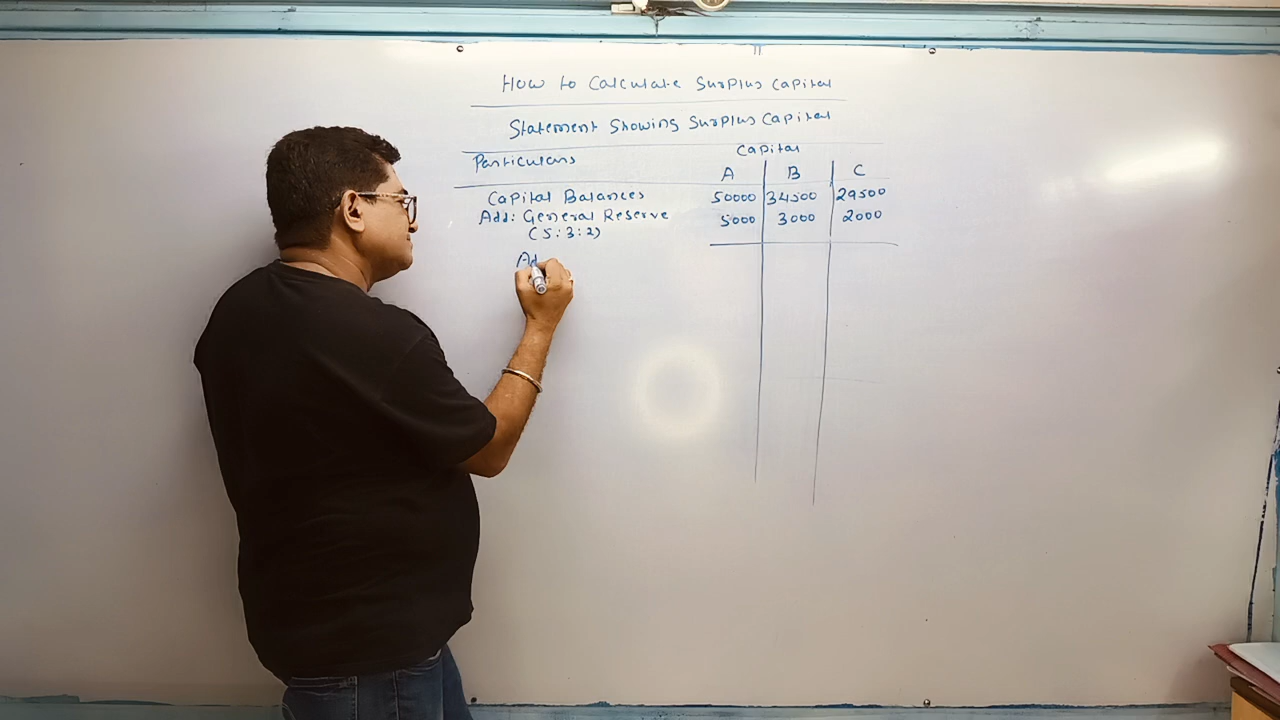 How to Calculate Surplus Capital
Statement Showing Surplus Capital
Particulars Capital
A B C
Capital Balances 50000 34500 29500
Add: General Reserve 5000 3000 2000
(5:3:2)
Ad